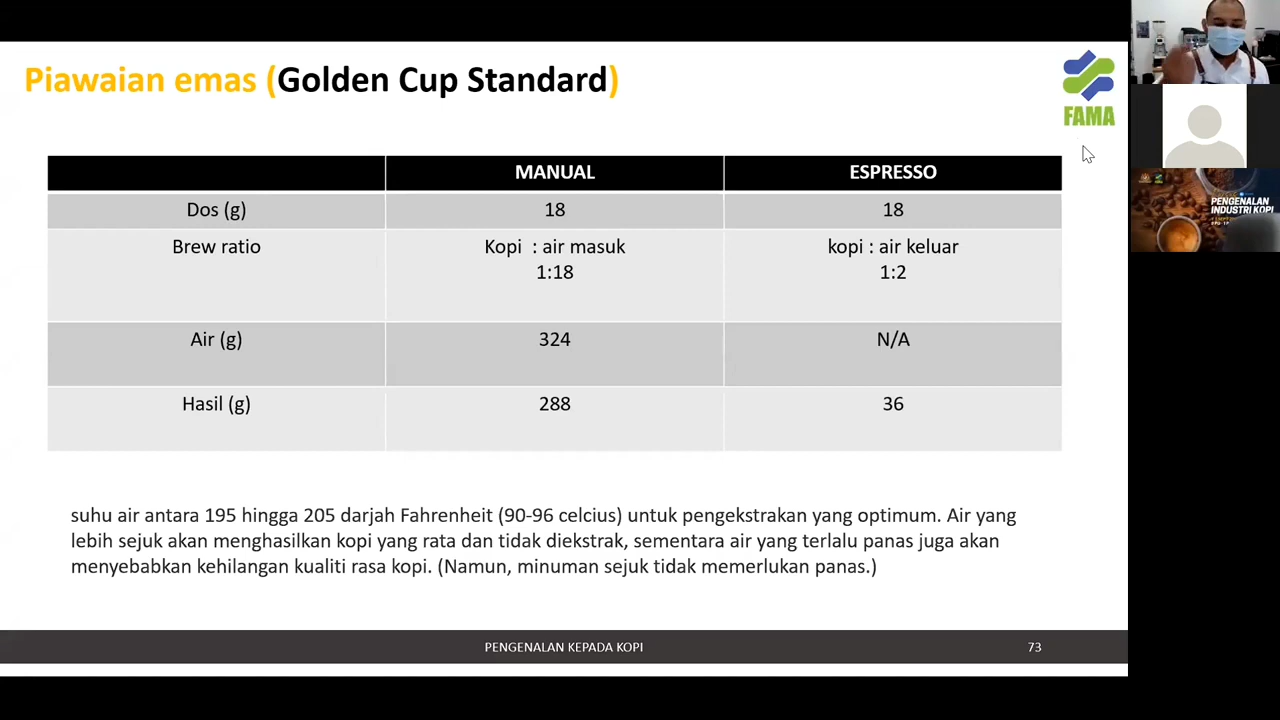 Piawaian emas (Golden Cup Standard)
FAMA
MANUAL ESPRESSO
Dos (g) 18 18
Brew ratio Kopi : air masuk kopi : air keluar
1:18 1:2
Air (g) 324 N/A
Hasil (g) 288 36
suhu air antara 195 hingga 205 darjah Fahrenheit (90-96 celcius) untuk pengekstrakan yang optimum. Air yang
lebih sejuk akan menghasilkan kopi yang rata dan tidak diekstrak, sementara air yang terlalu panas juga akan
menyebabkan kehilangan kualiti rasa kopi. (Namun, minuman sejuk tidak memerlukan panas.)
PENGENALAN KEPADA KOPI 73
PENGENALAN
INDUSTRI KOPI